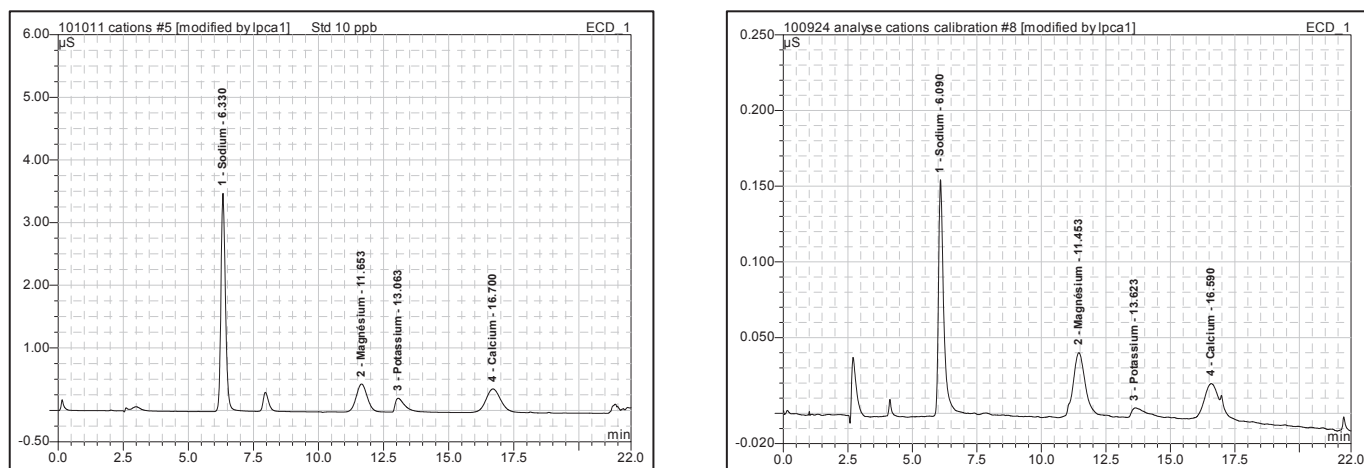 101011 cations #5 [modified by lpca1] Std 10 ppb ECD_1
µS
6.00
5.00
4.00
3.00
2.00
1.00
-0.50
1 - Sodium - 6.330
2 - Magnésium - 11.653
3 - Potassium - 13.063
4 - Calcium - 16.700
min
0.0 2.5 5.0 7.5 10.0 12.5 15.0 17.5 22.0
100924 analyse cations calibration #8 [modified by lpca1] ECD_1
µS
0.250
0.200
0.150
0.100
0.050
-0.020
1 - Sodium - 6.090
2 - Magnésium - 11.453
3 - Potassium - 13.623
4 - Calcium - 16.590
min
0.0 2.5 5.0 7.5 10.0 12.5 15.0 17.5 22.0